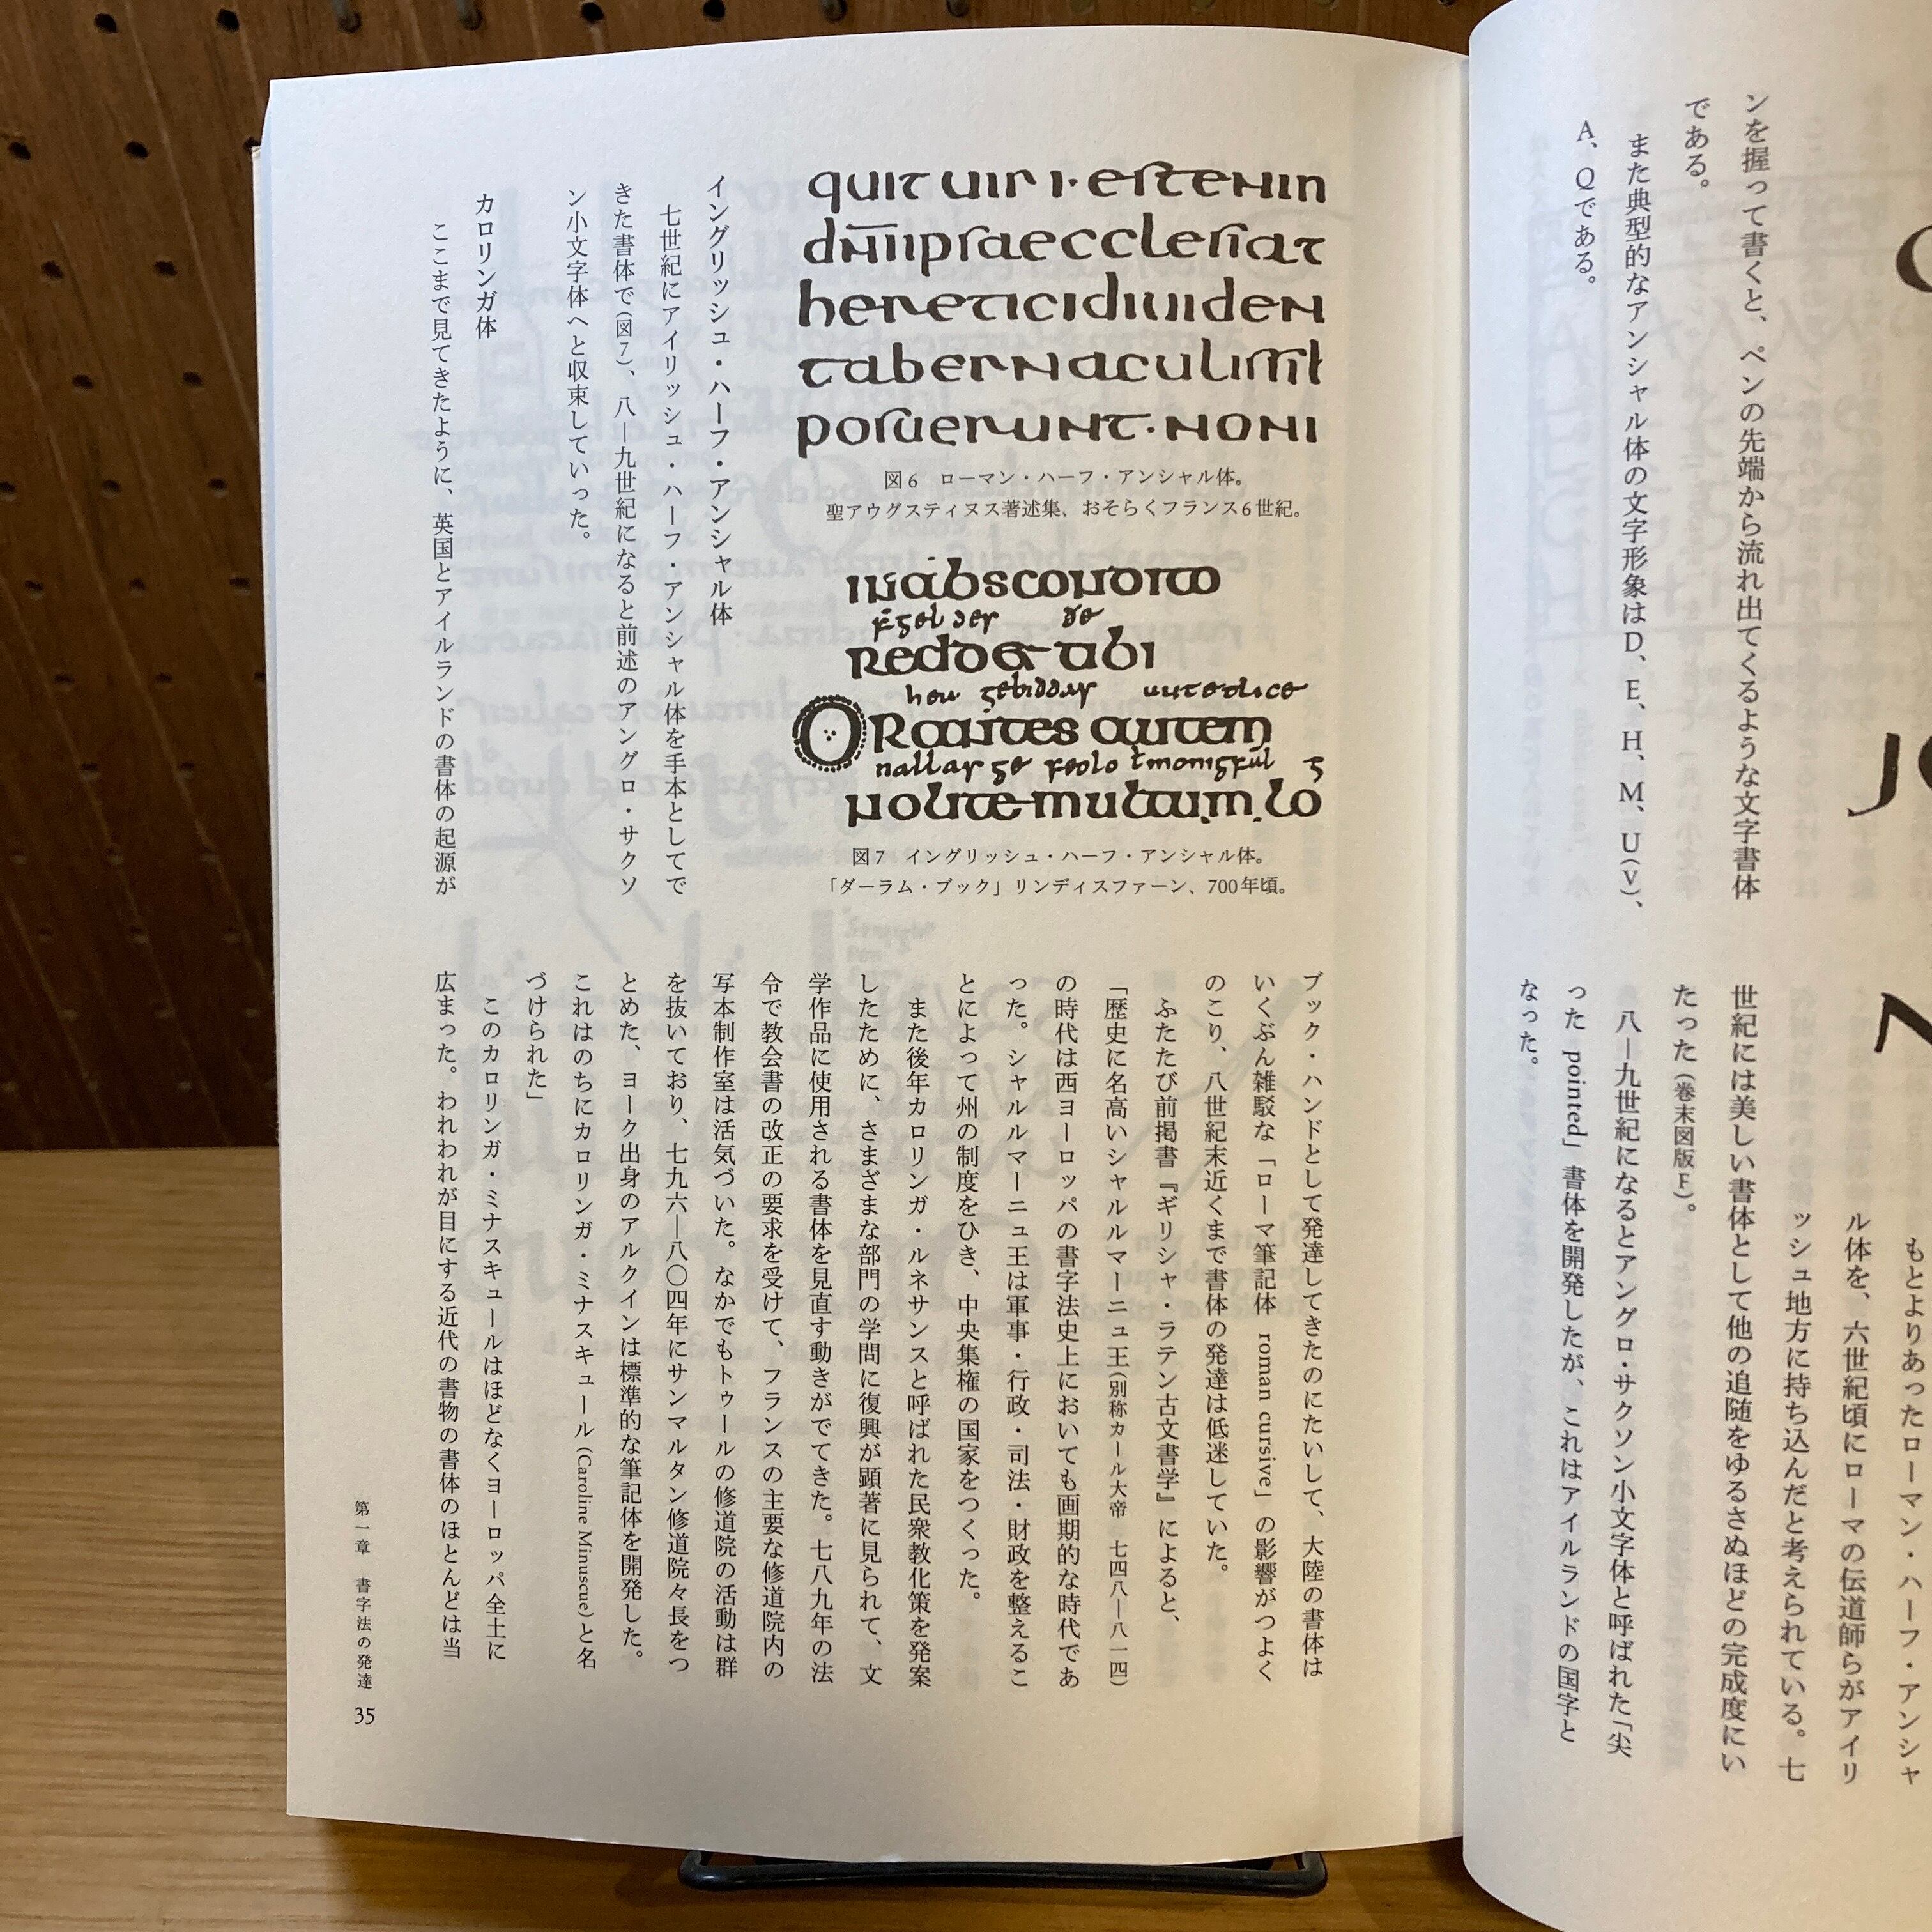 ンを握って書くと、ペンの先端から流れ出てくるような文字書体
である。
また典型的なアンシャル体の文字形象はD、E、H、M、U(V)、
A、Qである。
もとよりあったローマン・ハーフ・アンシャ
ル体を、六世紀頃にローマの伝道師らがアイリ
ッシュ地方に持ち込んだと考えられている。七
世紀には美しい書体として他の追随をゆるさぬほどの完成度にい
たった(巻末図版F)。
八―九世紀になるとアングロ・サクソン小文字体と呼ばれた「尖
った pointed」書体を開発したが、これはアイルランドの国字と
なった。
図6 ローマン・ハーフ・アンシャル体。
聖アウグスティヌス著述集、おそらくフランス6世紀。
図7 イングリッシュ・ハーフ・アンシャル体。
「ダーラム・ブック」リンディスファーン、700年頃。
イングリッシュ・ハーフ・アンシャル体
七世紀にアイリッシュ・ハーフ・アンシャル体を手本としてで
きた書体で(図7)、八―九世紀になると前述のアングロ・サクソ
ン小文字体へと収束していった。
カロリンガ体
ここまで見てきたように、英国とアイルランドの書体の起源が
ブック・ハンドとして発達してきたのにたいして、大陸の書体は
いくぶん雑駁な「ローマ筆記体 roman cursive」の影響がつよく
のこり、八世紀末近くまで書体の発達は低迷していた。
ふたたび前掲書『ギリシャ・ラテン古文書学』によると、
「歴史に名高いシャルルマーニュ王(別称カール大帝 七四八―八一四)
の時代は西ヨーロッパの書字法史上においても画期的な時代であ
った。シャルルマーニュ王は軍事・行政・司法・財政を整えるこ
とによって州の制度をひき、中央集権の国家をつくった。
また後年カロリンガ・ルネサンスと呼ばれた民衆教化策を発案
したために、さまざまな部門の学問に復興が顕著に見られて、文
学作品に使用される書体を見直す動きがでてきた。七八九年の法
令で教会書の改正の要求を受けて、フランスの主要な修道院内の
写本制作室は活気づいた。なかでもトゥールの修道院の活動は群
を抜いており、七九六―八〇四年にサンマルタン修道院々長をつ
とめた、ヨーク出身のアルクインは標準的な筆記体を開発した。
これはのちにカロリンガ・ミナスキュール(Caroline Minuscue)と名
づけられた」
このカロリンガ・ミナスキュールはほどなくヨーロッパ全土に
広まった。われわれが目にする近代の書物の書体のほとんどは当
第一章 書字法の発達 35